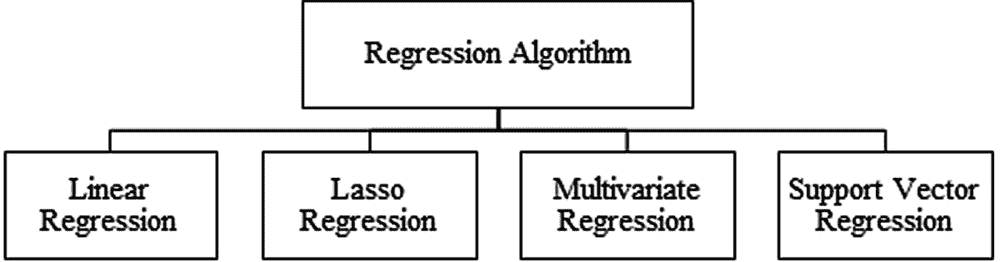 Regression Algorithm
Linear
Regression
Lasso
Regression
Multivariate
Regression
Support Vector
Regression